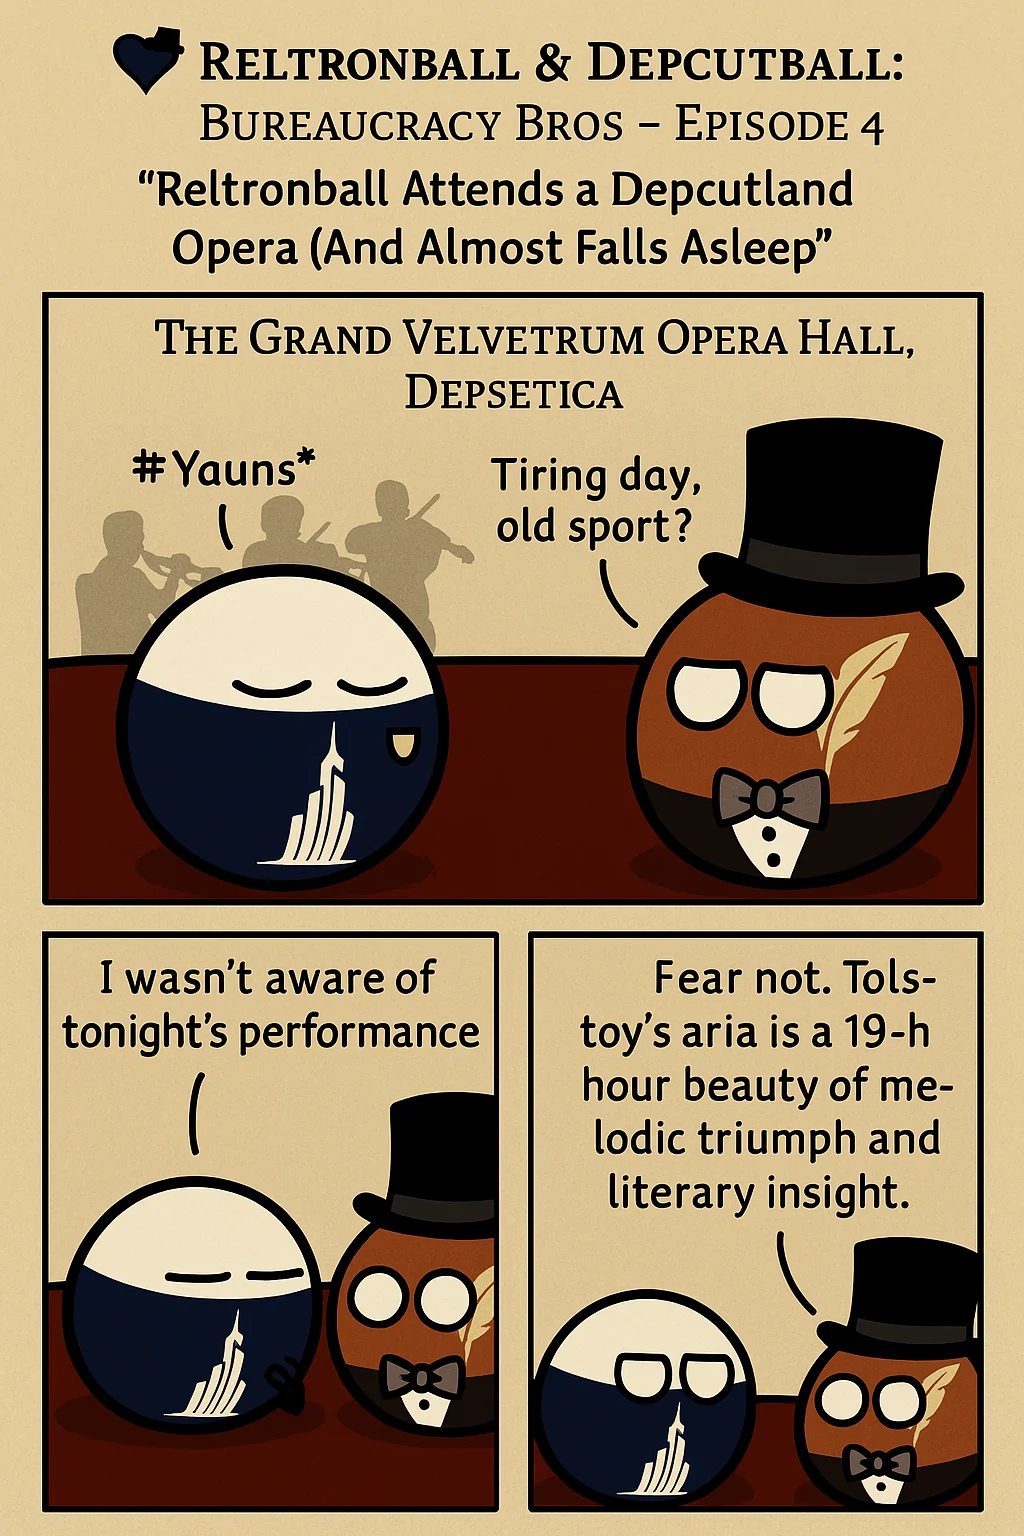 Reltronball & Depcutball:
Bureaucracy Bros – Episode 4
“Reltronball Attends a Depcutland
Opera (And Almost Falls Asleep”
The Grand Velvetrum Opera Hall,
Depsetica
#Yauns*
Tiring day,
old sport?
I wasn’t aware of
tonight’s performance
Fear not. Tols-
toy’s aria is a 19-h
hour beauty of me-
lodic triumph and
literary insight.